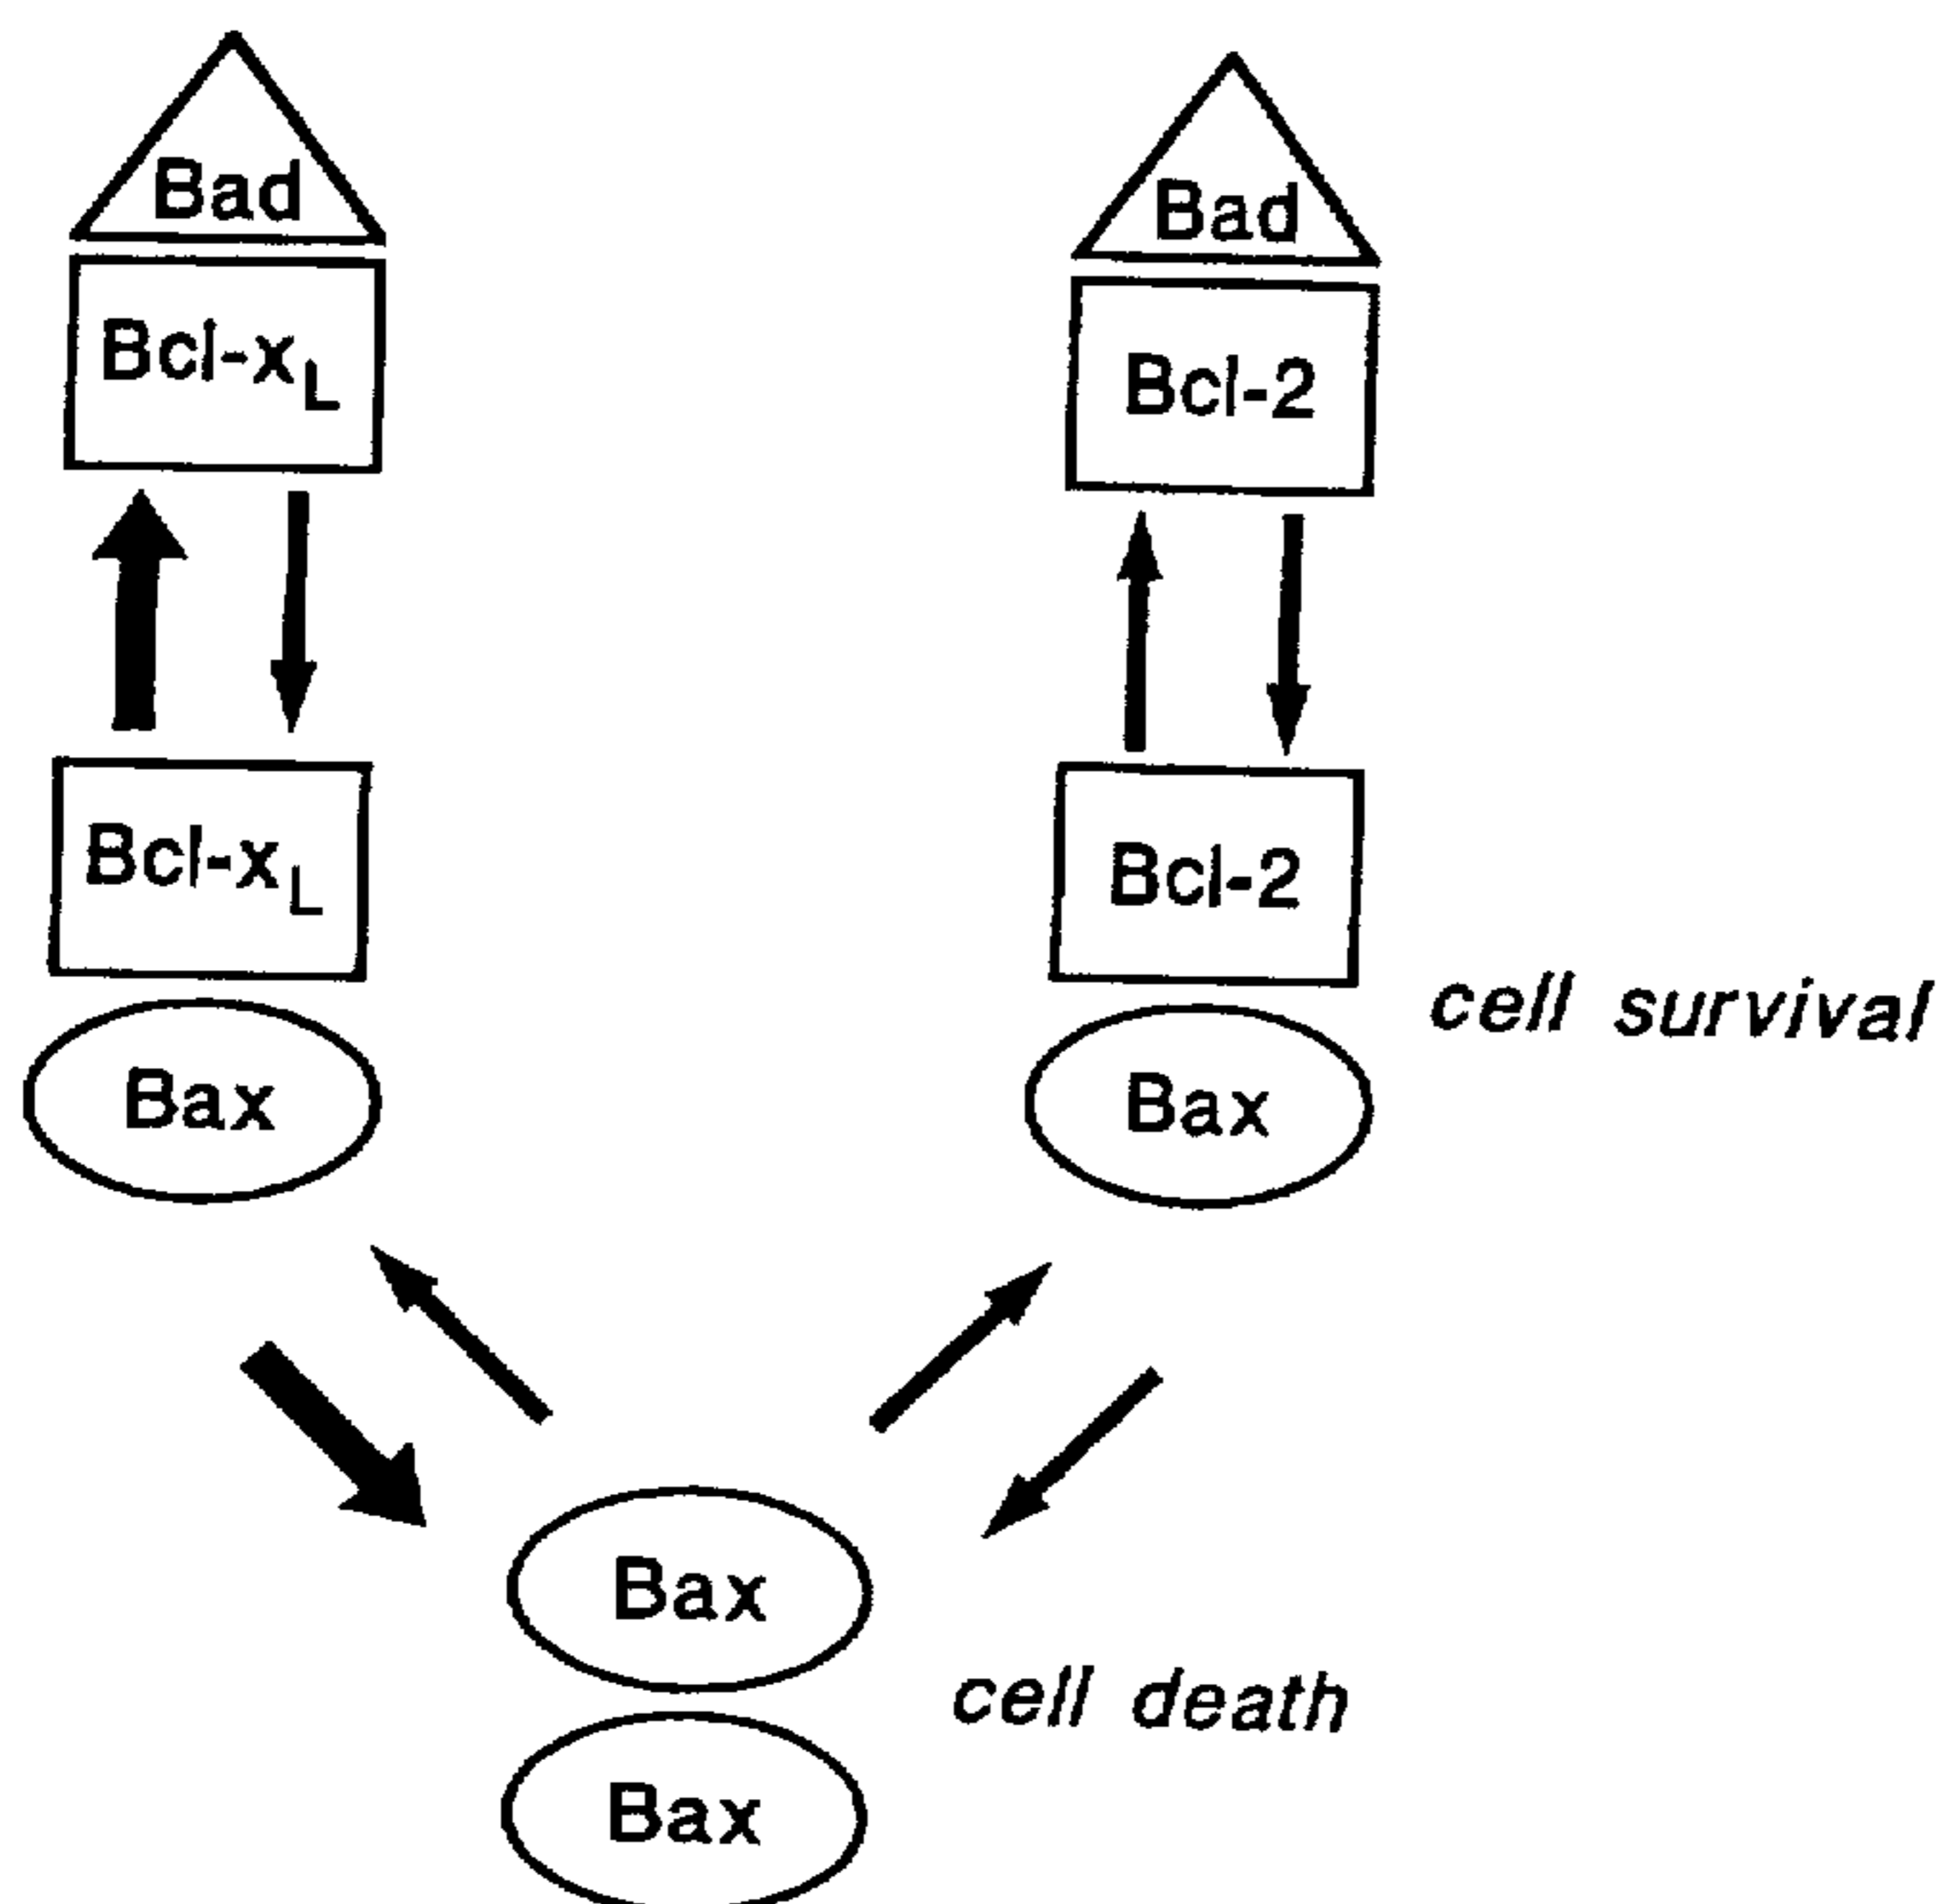 Bad
Bad
Bcl-xL
Bcl-2
Bcl-xL
Bcl-2
cell survival
Bax
Bax
Bax
cell death
Bax